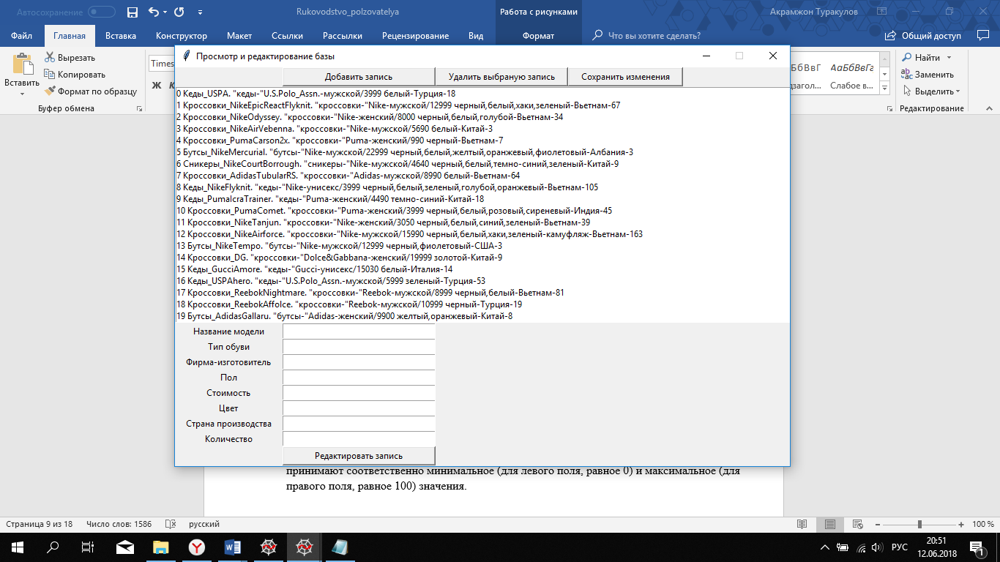 Автосохранение
Rukovodstvo_polzovatelya
Работа с рисунками
Акрамжон Туракулов
Файл Главная Вставка Конструктор Макет Ссылки Рассылки Рецензирование Вид Формат Что вы хотите сделать? Общий доступ
Вставить
Вырезать
Копировать
Формат по образцу
Буфер обмена
Times
Ж К
Просмотр и редактирование базы
Добавить запись Удалить выбраную запись Сохранить изменения
0 Кеды_USPA. "кеды-"U.S.Polo_Assn.-мужской/3999 белый-Турция-18
1 Кроссовки_NikeEpicReactFlyknit. "кроссовки-"Nike-мужской/12999 черный,белый,хаки,зеленый-Вьетнам-67
2 Кроссовки_NikeOdyssey. "кроссовки-"Nike-женский/8000 черный,белый,голубой-Вьетнам-34
3 Кроссовки_NikeAirVebenna. "кроссовки-"Nike-мужской/5690 белый-Китай-3
4 Кроссовки_PumaCarson2x. "кроссовки-"Puma-женский/990 черный-Вьетнам-7
5 Бутсы_NikeMercurial. "бутсы-"Nike-мужской/22999 черный,белый,желтый,оранжевый,фиолетовый-Албания-3
6 Сникеры_NikeCourtBorrough. "сникеры-"Nike-мужской/4640 черный,белый,темно-синий,зеленый-Китай-9
7 Кроссовки_AdidasTubularRS. "кроссовки-"Adidas-мужской/8990 белый-Вьетнам-64
8 Кеды_NikeFlyknit. "кеды-"Nike-унисекс/3999 черный,белый,зеленый,голубой,оранжевый-Вьетнам-105
9 Кеды_PumaIcraTrainer. "кеды-"Puma-женский/4490 темно-синий-Китай-18
10 Кроссовки_PumaComet. "кроссовки-"Puma-женский/3999 черный,белый,розовый,сиреневый-Индия-45
11 Кроссовки_NikeTanjun. "кроссовки-"Nike-женский/3050 черный,белый,синий,зеленый-Вьетнам-39
12 Кроссовки_NikeAirforce. "кроссовки-"Nike-мужской/15990 черный,белый,хаки,зеленый-камуфляж-Вьетнам-163
13 Бутсы_NikeTempo. "бутсы-"Nike-мужской/12999 черный,фиолетовый-США-3
14 Кроссовки_DG. "кроссовки-"Dolce&Gabbana-женский/19999 золотой-Китай-9
15 Кеды_GucciAmore. "кеды-"Gucci-унисекс/15030 белый-Италия-14
16 Кеды_USPAhero. "кеды-"U.S.Polo_Assn.-мужской/5999 зеленый-Турция-53
17 Кроссовки_ReebokNightmare. "кроссовки-"Reebok-мужской/8999 черный,белый-Вьетнам-81
18 Кроссовки_ReebokAffolce. "кроссовки-"Reebok-мужской/10999 черный-Турция-19
19 Бутсы_AdidasGallaru. "бутсы-"Adidas-женский/9900 желтый,оранжевый-Китай-8
Название модели
Тип обуви
Фирма-изготовитель
Пол
Стоимость
Цвет
Страна производства
Количество
Редактировать запись
АаБбВвГг
Слабое в...
Найти
Заменить
Выделить
Редактирование
принимают соответственно минимальное (для левого поля, равное 0) и максимальное (для
правого поля, равное 100) значения.
Страница 9 из 18 Число слов: 1586 русский 100 %
РУС
20:51
12.06.2018
1